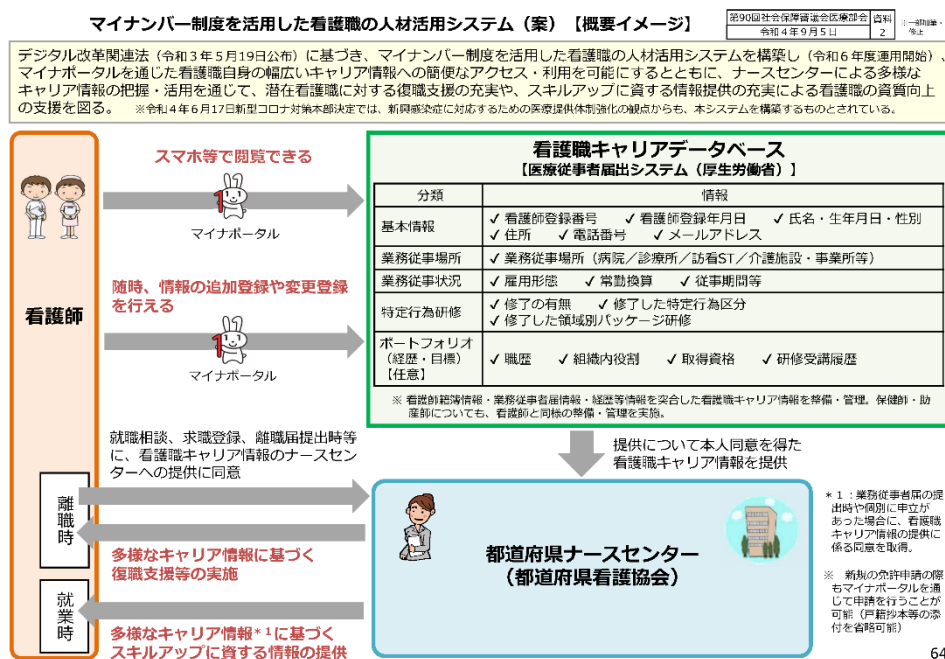 マイナンバー制度を活用した看護職の人材活用システム（案）【概要イメージ】
第90回社会保障審議会医療部会
資料
令和４年９月５日
2
※一部加筆・
修正
デジタル改革関連法（令和３年５月19日公布）に基づき、マイナンバー制度を活用した看護職の人材活用システムを構築し（令和６年度運用開始）、
マイナポータルを通じた看護職自身の幅広いキャリア情報への簡便なアクセス・利用を可能にするとともに、ナースセンターによる多様な
キャリア情報の把握・活用を通じて、潜在看護職に対する復職支援の充実や、スキルアップに資する情報提供の充実による看護職の資質向上
の支援を図る。 ※令和４年６月17日新型コロナ対策本部決定では、新興感染症に対応するための医療提供体制強化の観点からも、本システムを構築するものとされている。
看護師
スマホ等で閲覧できる
マイナポータル
随時、情報の追加登録や変更登録
を行える
マイナポータル
看護職キャリアデータベース
【医療従事者届出システム（厚生労働省）】
分類
情報
基本情報
✓ 看護師登録番号 ✓ 看護師登録年月日 ✓ 氏名・生年月日・性別
✓ 住所 ✓ 電話番号 ✓ メールアドレス
業務従事場所
✓ 業務従事場所（病院／診療所／訪看ST／介護施設・事業所等）
業務従事状況
✓ 雇用形態 ✓ 常勤換算 ✓ 従事期間等
特定行為研修
✓ 修了の有無 ✓ 修了した特定行為区分
✓ 修了した領域別パッケージ研修
ポートフォリオ
（経歴・目標）
【任意】
✓ 職歴 ✓ 組織内役割 ✓ 取得資格 ✓ 研修受講履歴
※ 看護師籍簿情報・業務従事者届情報・経歴等情報を突合した看護職キャリア情報を整備・管理。保健師・助
産師についても、看護師と同様の整備・管理を実施。
就職相談、求職登録、離職届提出時等
に、看護職キャリア情報のナースセン
ターへの提供に同意
提供について本人同意を得た
看護職キャリア情報を提供
離職時
多様なキャリア情報に基づく
復職支援等の実施
就業時
多様なキャリア情報＊１に基づく
スキルアップに資する情報の提供
都道府県ナースセンター
（都道府県看護協会）
＊１：業務従事者届の提
出時や個別に申立が
あった場合に、看護職
キャリア情報の提供に
係る同意を取得。
※ 新規の免許申請の際
もマイナポータルを通
じて申請を行うことが
可能（戸籍抄本等の添
付を省略可能）
64